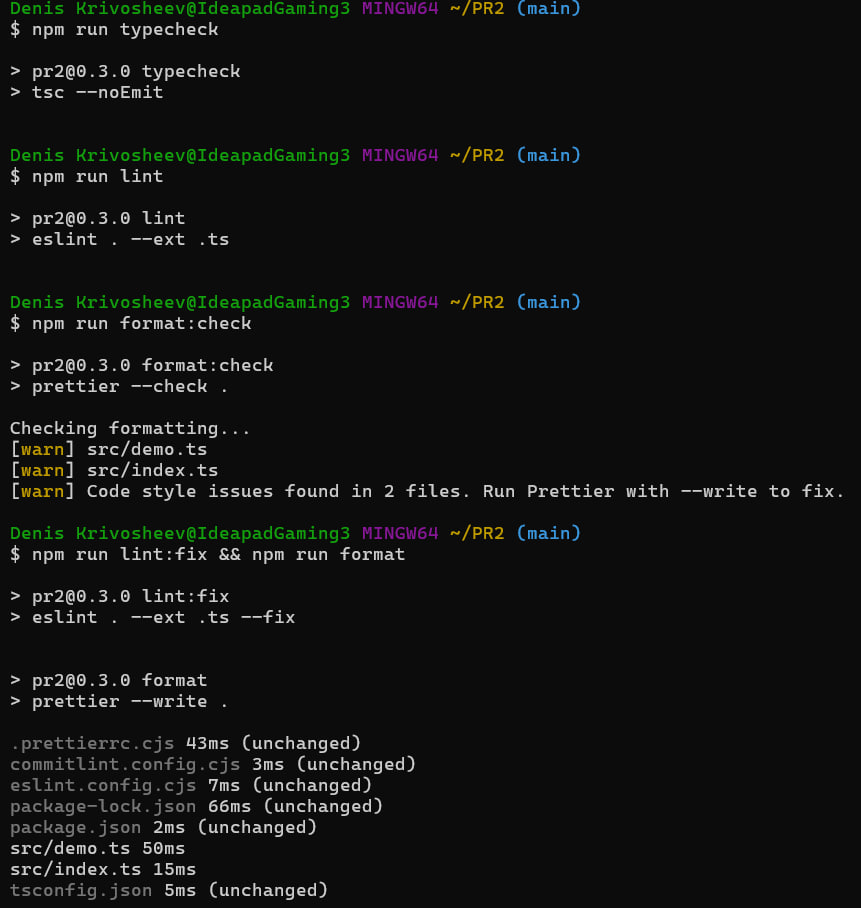 Denis Krivosheev@IdeapadGaming3 MINGW64 ~/PR2 (main)
$ npm run typecheck
> pr2@0.3.0 typecheck
> tsc --noEmit
Denis Krivosheev@IdeapadGaming3 MINGW64 ~/PR2 (main)
$ npm run lint
> pr2@0.3.0 lint
> eslint . --ext .ts
Denis Krivosheev@IdeapadGaming3 MINGW64 ~/PR2 (main)
$ npm run format:check
> pr2@0.3.0 format:check
> prettier --check .
Checking formatting...
[warn] src/demo.ts
[warn] src/index.ts
[warn] Code style issues found in 2 files. Run Prettier with --write to fix.
Denis Krivosheev@IdeapadGaming3 MINGW64 ~/PR2 (main)
$ npm run lint:fix && npm run format
> pr2@0.3.0 lint:fix
> eslint . --ext .ts --fix
> pr2@0.3.0 format
> prettier --write .
.prettierrc.cjs 43ms (unchanged)
commitlint.config.cjs 3ms (unchanged)
eslint.config.cjs 7ms (unchanged)
package-lock.json 66ms (unchanged)
package.json 2ms (unchanged)
src/demo.ts 50ms
src/index.ts 15ms
tsconfig.json 5ms (unchanged)